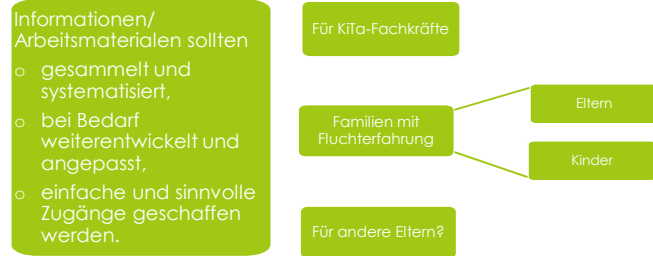 Informationen/
Arbeitsmaterialen sollten
o gesammelt und
systematisiert,
o bei Bedarf
weiterentwickelt und
angepasst,
o einfache und sinnvolle
Zugänge geschaffen
werden.
Für KiTa-Fachkräfte
Familien mit
Fluchterfahrung
Eltern
Kinder
Für andere Eltern?